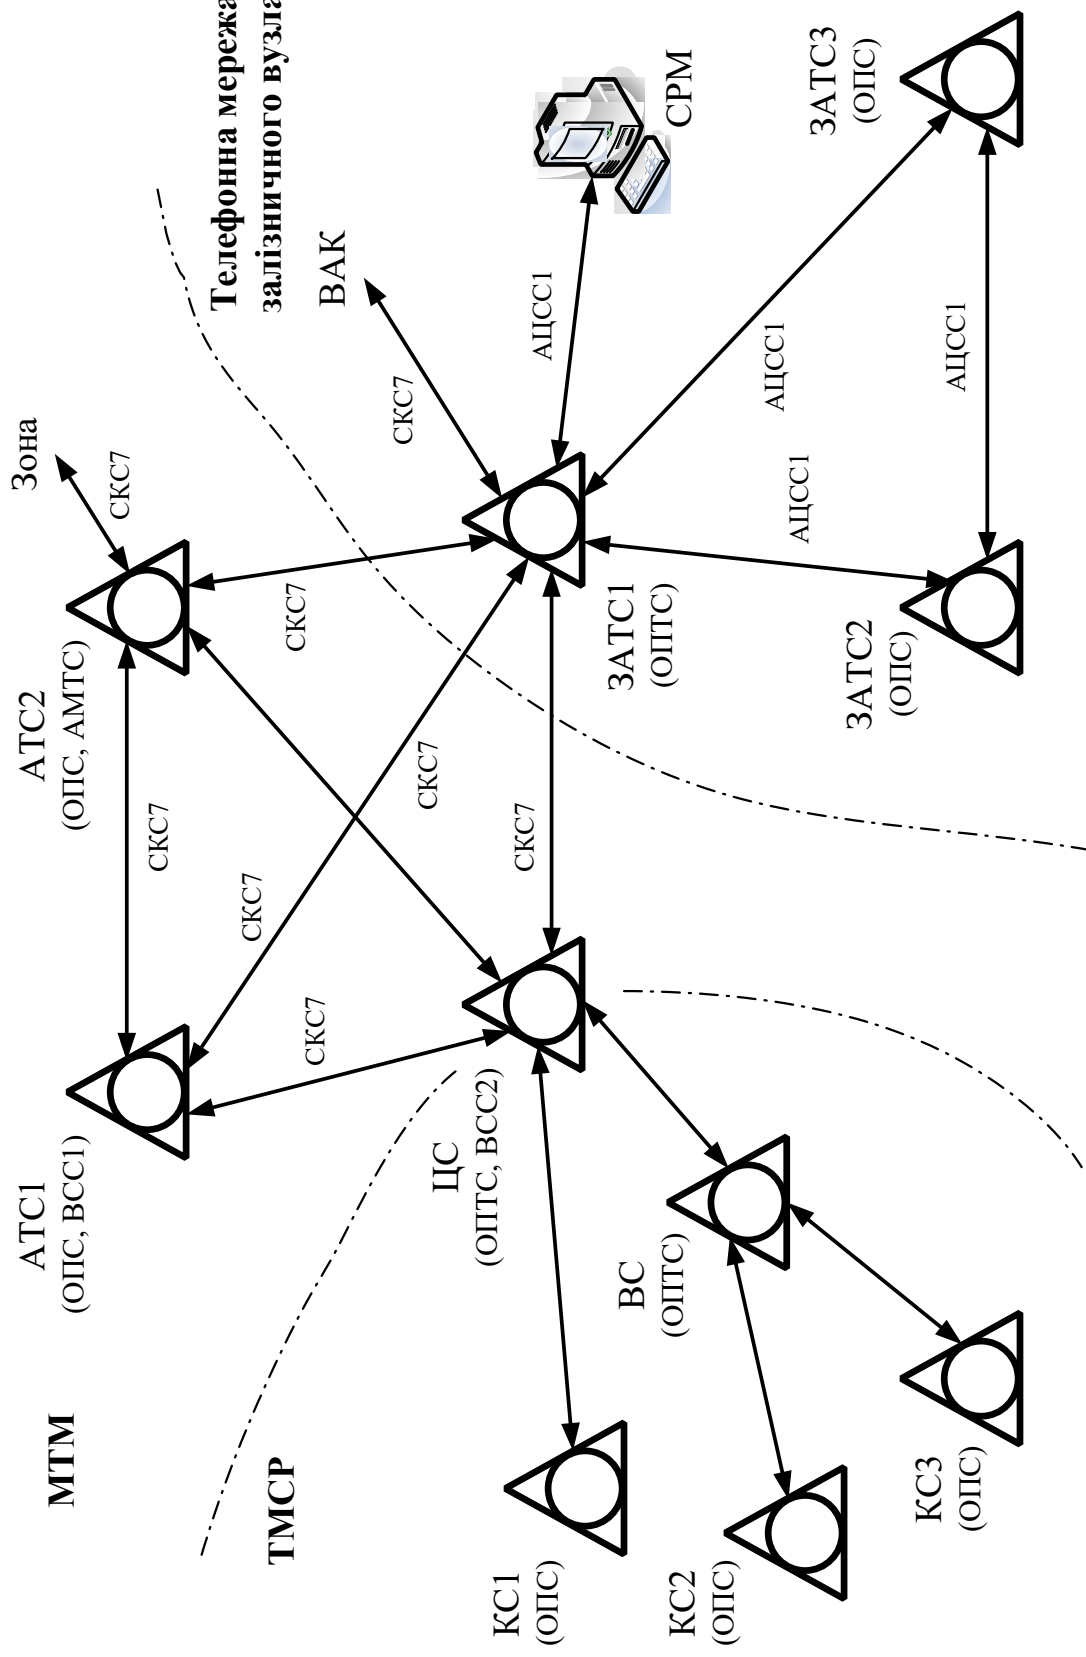 МТМ
АТС1
(ОПС, ВСС1)
АТС2
(ОПС, АМТС)
Зона
СКС7
СКС7
СКС7
СКС7
СКС7
СКС7
СКС7
СКС7
Телефонна мережа
залізничного вузла
ВАК
АЦСС1
СРМ
ТМСР
ЦС
(ОПТС, ВСС2)
ЗАТС1
(ОПТС)
АЦСС1
АЦСС1
АЦСС1
ЗАТС3
(ОПС)
ЗАТС2
(ОПС)
КС1
(ОПС)
ВС
(ОПТС)
КС2
(ОПС)
КС3
(ОПС)